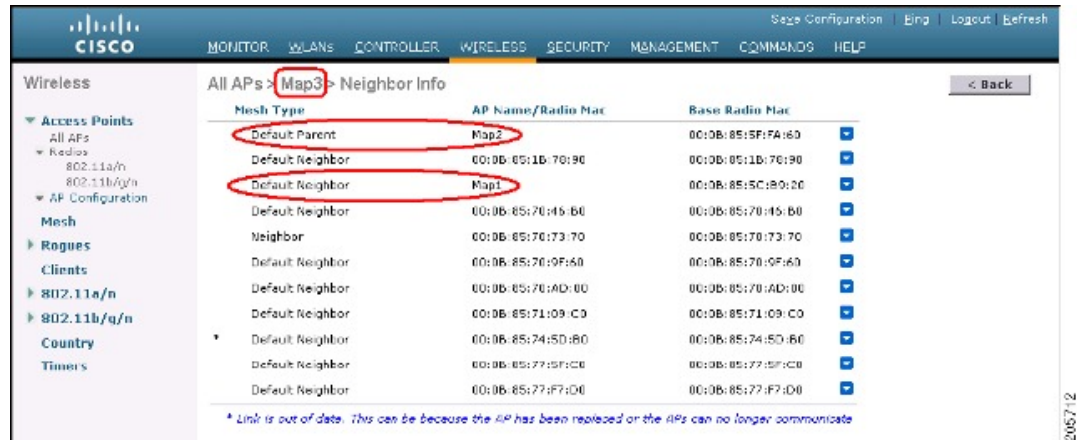 Save Configuration | Ping | Logout | Refresh
CISCO
MONITOR WLANs CONTROLLER WIRELESS SECURITY MANAGEMENT COMMANDS HELP
Wireless
Access Points
All APs
Radios
802.11a/n
802.11b/g/n
AP Configuration
Mesh
Rogues
Clients
802.11a/n
802.11b/g/n
Country
Timers
All APs > Map3 > Neighbor Info
< Back
Mesh Type AP Name/Radio Mac Base Radio Mac
Default Parent Map2 00:0B:85:5F:FA:60
Default Neighbor 00:0B:85:1B:78:90 00:0B:85:1B:78:90
Default Neighbor Map1 00:0B:85:5C:B9:20
Default Neighbor 00:0B:85:70:46:B0 00:0B:85:70:46:B0
Neighbor 00:0B:85:70:73:70 00:0B:85:70:73:70
Default Neighbor 00:0B:85:70:9F:60 00:0B:85:70:9F:60
Default Neighbor 00:0B:85:70:AD:00 00:0B:85:70:AD:00
Default Neighbor 00:0B:85:71:09:C0 00:0B:85:71:09:C0
* Default Neighbor 00:0B:85:74:5D:B0 00:0B:85:74:5D:B0
Default Neighbor 00:0B:85:77:5F:C0 00:0B:85:77:5F:C0
Default Neighbor 00:0B:85:77:F7:D0 00:0B:85:77:F7:D0
* Link is out of date. This can be because the AP has been replaced or the APs can no longer communicate
205712